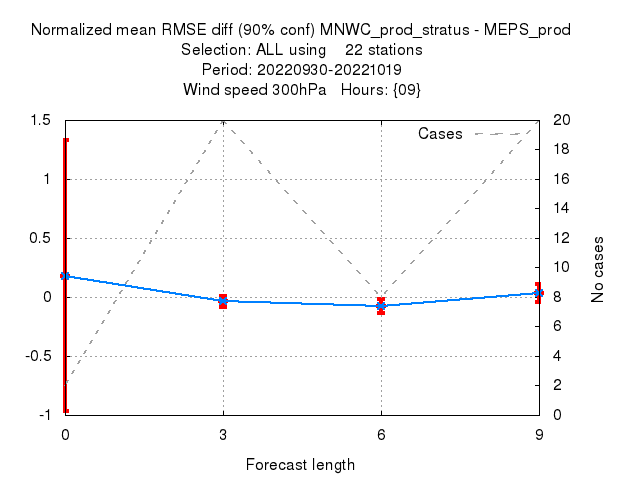 Normalized mean RMSE diff (90% conf) MNWC_prod_stratus - MEPS_prod
Selection: ALL using 22 stations
Period: 20220930-20221019
Wind speed 300hPa Hours: {09}
Cases
1.5
1
0.5
0
-0.5
-1
20
18
16
14
12
10
8
6
4
2
0
No cases
0 3 6 9
Forecast length